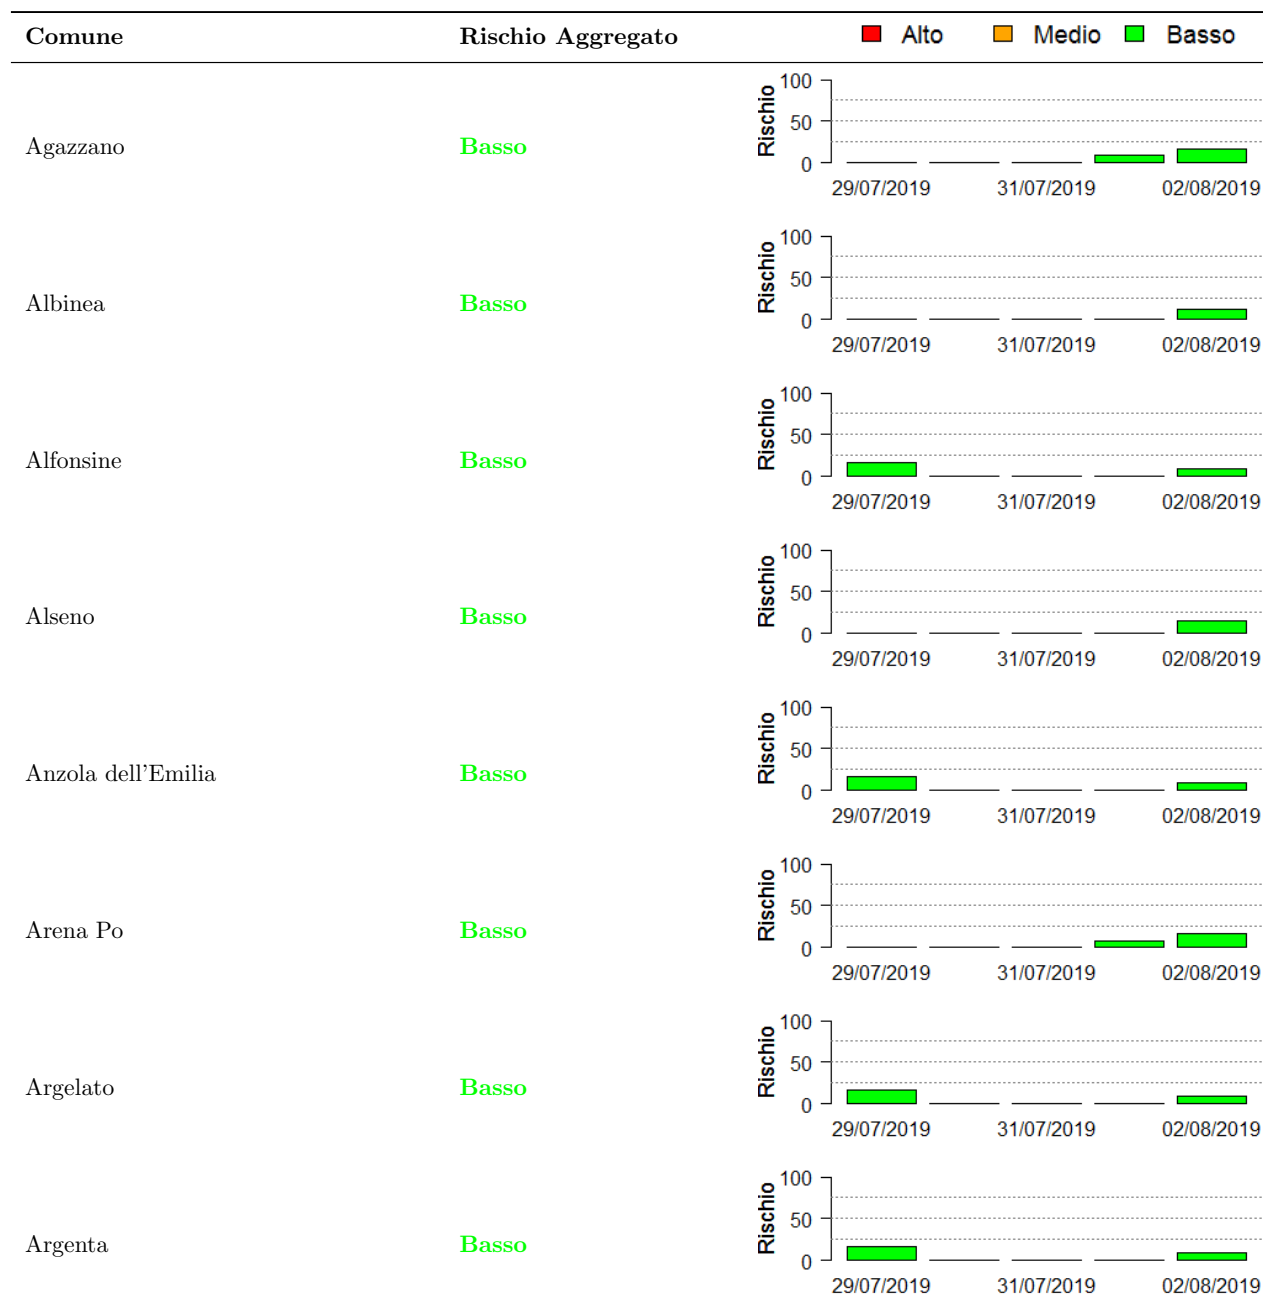 Comune Rischio Aggregato Alto Medio Basso
Agazzano Basso Rischio 100 50 0
29/07/2019 31/07/2019 02/08/2019
Albinea Basso Rischio 100 50 0
29/07/2019 31/07/2019 02/08/2019
Alfonsine Basso Rischio 100 50 0
29/07/2019 31/07/2019 02/08/2019
Alseno Basso Rischio 100 50 0
29/07/2019 31/07/2019 02/08/2019
Anzola dell'Emilia Basso Rischio 100 50 0
29/07/2019 31/07/2019 02/08/2019
Arena Po Basso Rischio 100 50 0
29/07/2019 31/07/2019 02/08/2019
Argelato Basso Rischio 100 50 0
29/07/2019 31/07/2019 02/08/2019
Argenta Basso Rischio 100 50 0
29/07/2019 31/07/2019 02/08/2019